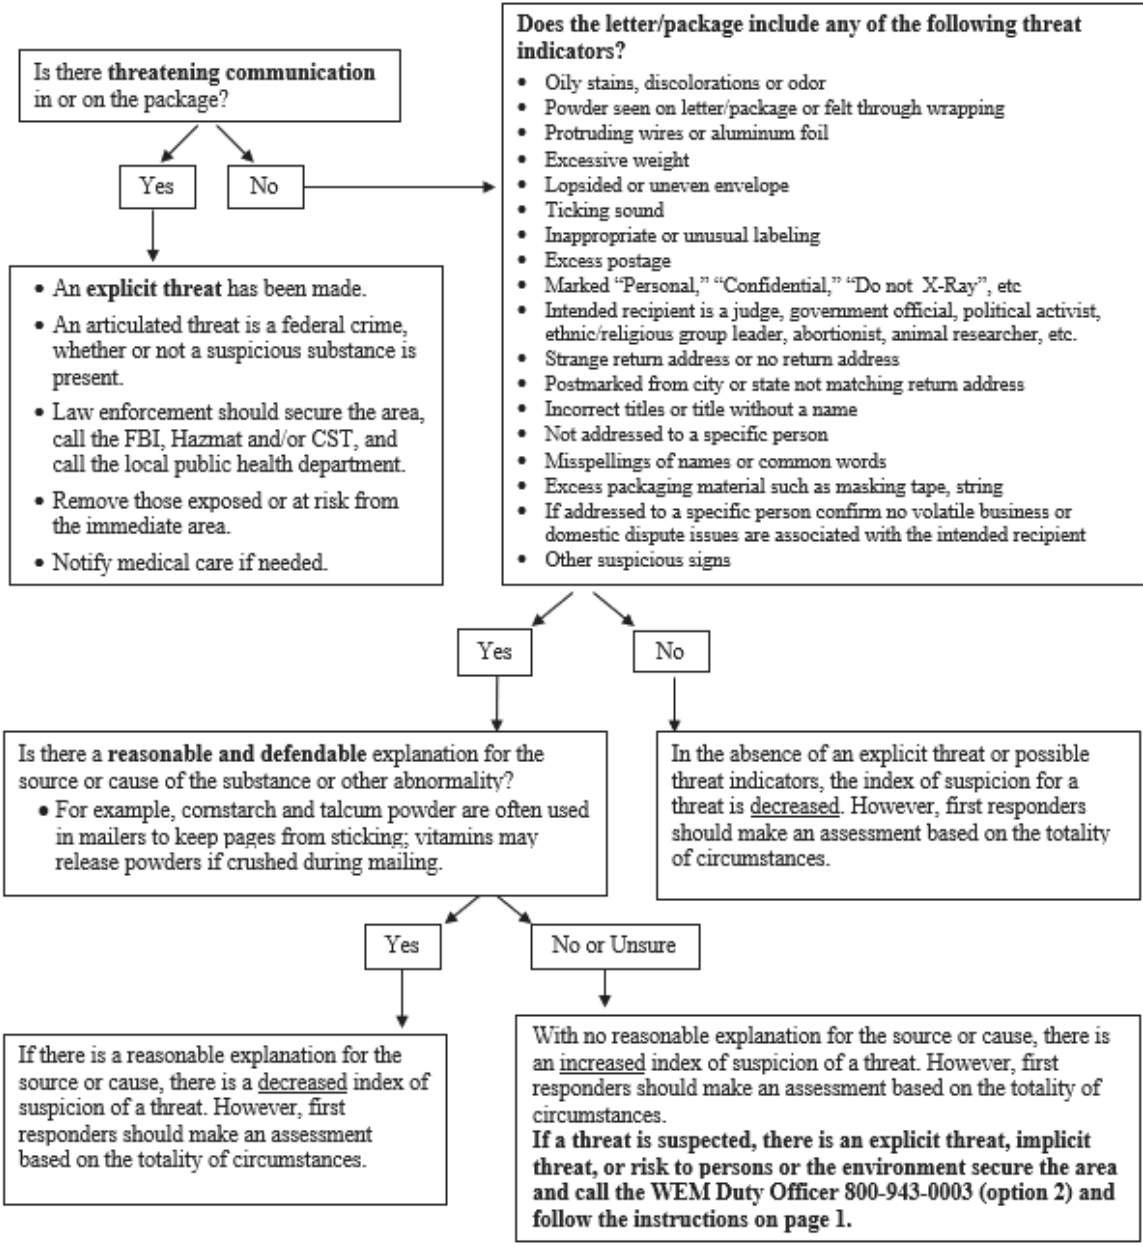 Is there threatening communication
in or on the package?
Yes
No
• An explicit threat has been made.
• An articulated threat is a federal crime,
whether or not a suspicious substance is
present.
• Law enforcement should secure the area,
call the FBI, Hazmat and/or CST, and
call the local public health department.
• Remove those exposed or at risk from
the immediate area.
• Notify medical care if needed.
Does the letter/package include any of the following threat
indicators?
• Oily stains, discolorations or odor
• Powder seen on letter/package or felt through wrapping
• Protruding wires or aluminum foil
• Excessive weight
• Lopsided or uneven envelope
• Ticking sound
• Inappropriate or unusual labeling
• Excess postage
• Marked “Personal,” “Confidential,” “Do not X-Ray”, etc
• Intended recipient is a judge, government official, political activist,
ethnic/religious group leader, abortionist, animal researcher, etc.
• Strange return address or no return address
• Postmarked from city or state not matching return address
• Incorrect titles or title without a name
• Not addressed to a specific person
• Misspellings of names or common words
• Excess packaging material such as masking tape, string
• If addressed to a specific person confirm no volatile business or
domestic dispute issues are associated with the intended recipient
• Other suspicious signs
Yes
No
Is there a reasonable and defendable explanation for the
source or cause of the substance or other abnormality?
• For example, cornstarch and talcum powder are often used
in mailers to keep pages from sticking; vitamins may
release powders if crushed during mailing.
In the absence of an explicit threat or possible
threat indicators, the index of suspicion for a
threat is decreased. However, first responders
should make an assessment based on the totality
of circumstances.
Yes
No or Unsure
If there is a reasonable explanation for the
source or cause, there is a decreased index of
suspicion of a threat. However, first
responders should make an assessment
based on the totality of circumstances.
With no reasonable explanation for the source or cause, there is
an increased index of suspicion of a threat. However, first
responders should make an assessment based on the totality of
circumstances.
If a threat is suspected, there is an explicit threat, implicit
threat, or risk to persons or the environment secure the area
and call the WEM Duty Officer 800-943-0003 (option 2) and
follow the instructions on page 1.